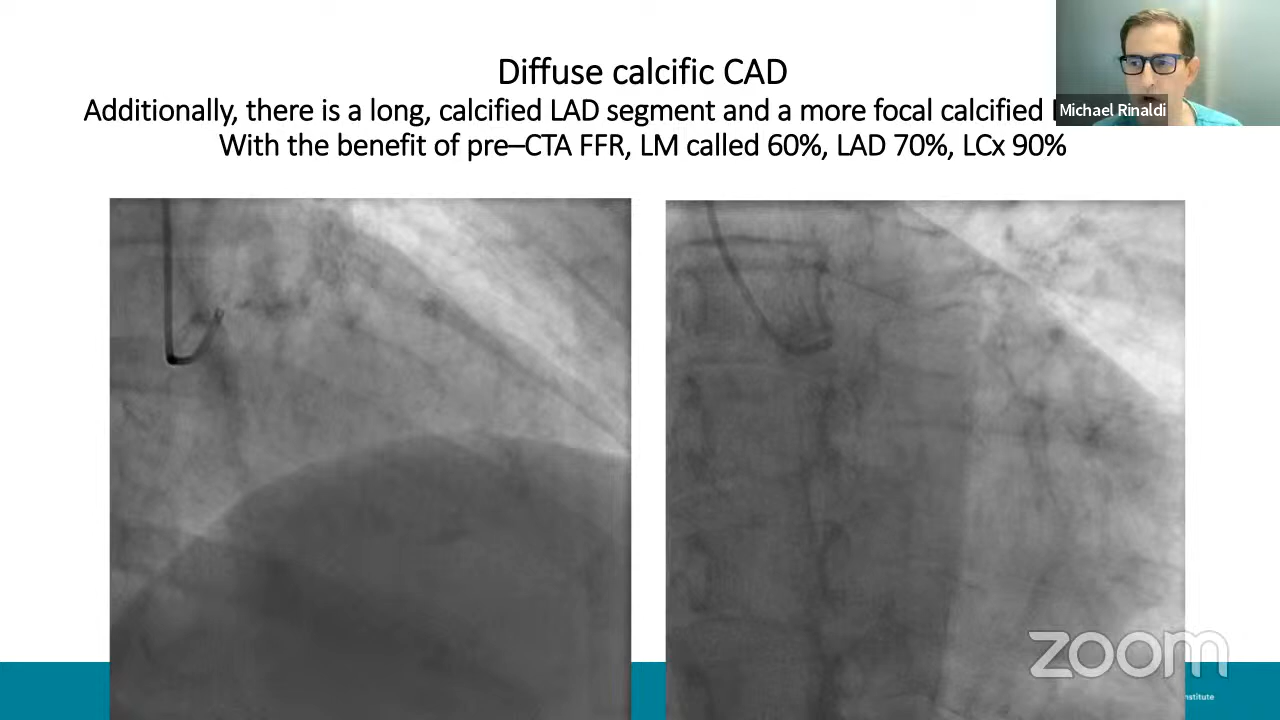 Diffuse calcific CAD
Additionally, there is a long, calcified LAD segment and a more focal calcified
With the benefit of pre–CTA FFR, LM called 60%, LAD 70%, LCx 90%
Michael Rinaldi
zoom
nstitute